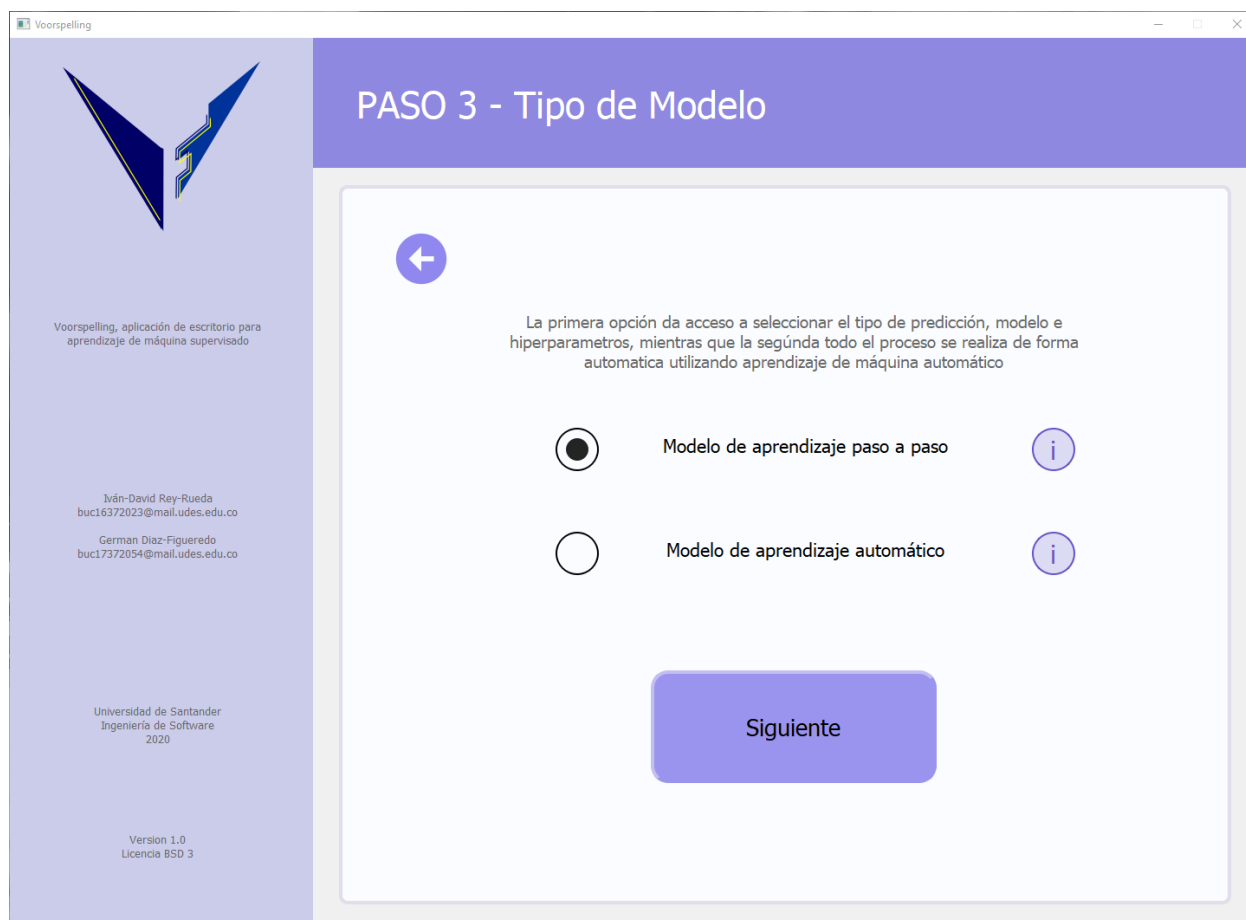 Voorspelling
PASO 3 - Tipo de Modelo
Voorspelling, aplicación de escritorio para
aprendizaje de máquina supervisado
Iván-David Rey-Rueda
buc16372023@mail.udes.edu.co
German Diaz-Figueredo
buc17372054@mail.udes.edu.co
Universidad de Santander
Ingeniería de Software
2020
Version 1.0
Licencia BSD 3
La primera opción da acceso a seleccionar el tipo de predicción, modelo e
hiperparametros, mientras que la segúnda todo el proceso se realiza de forma
automatica utilizando aprendizaje de máquina automático
Modelo de aprendizaje paso a paso
i
Modelo de aprendizaje automático
i
Siguiente